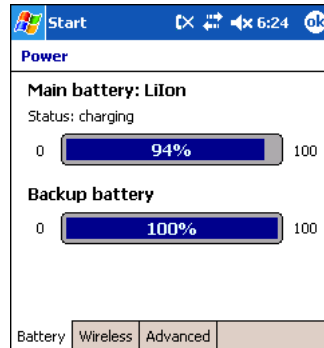 Start 6:24 ok
Power
Main battery: LiIon
Status: charging
0 94% 100
Backup battery
0 100% 100
Battery Wireless Advanced